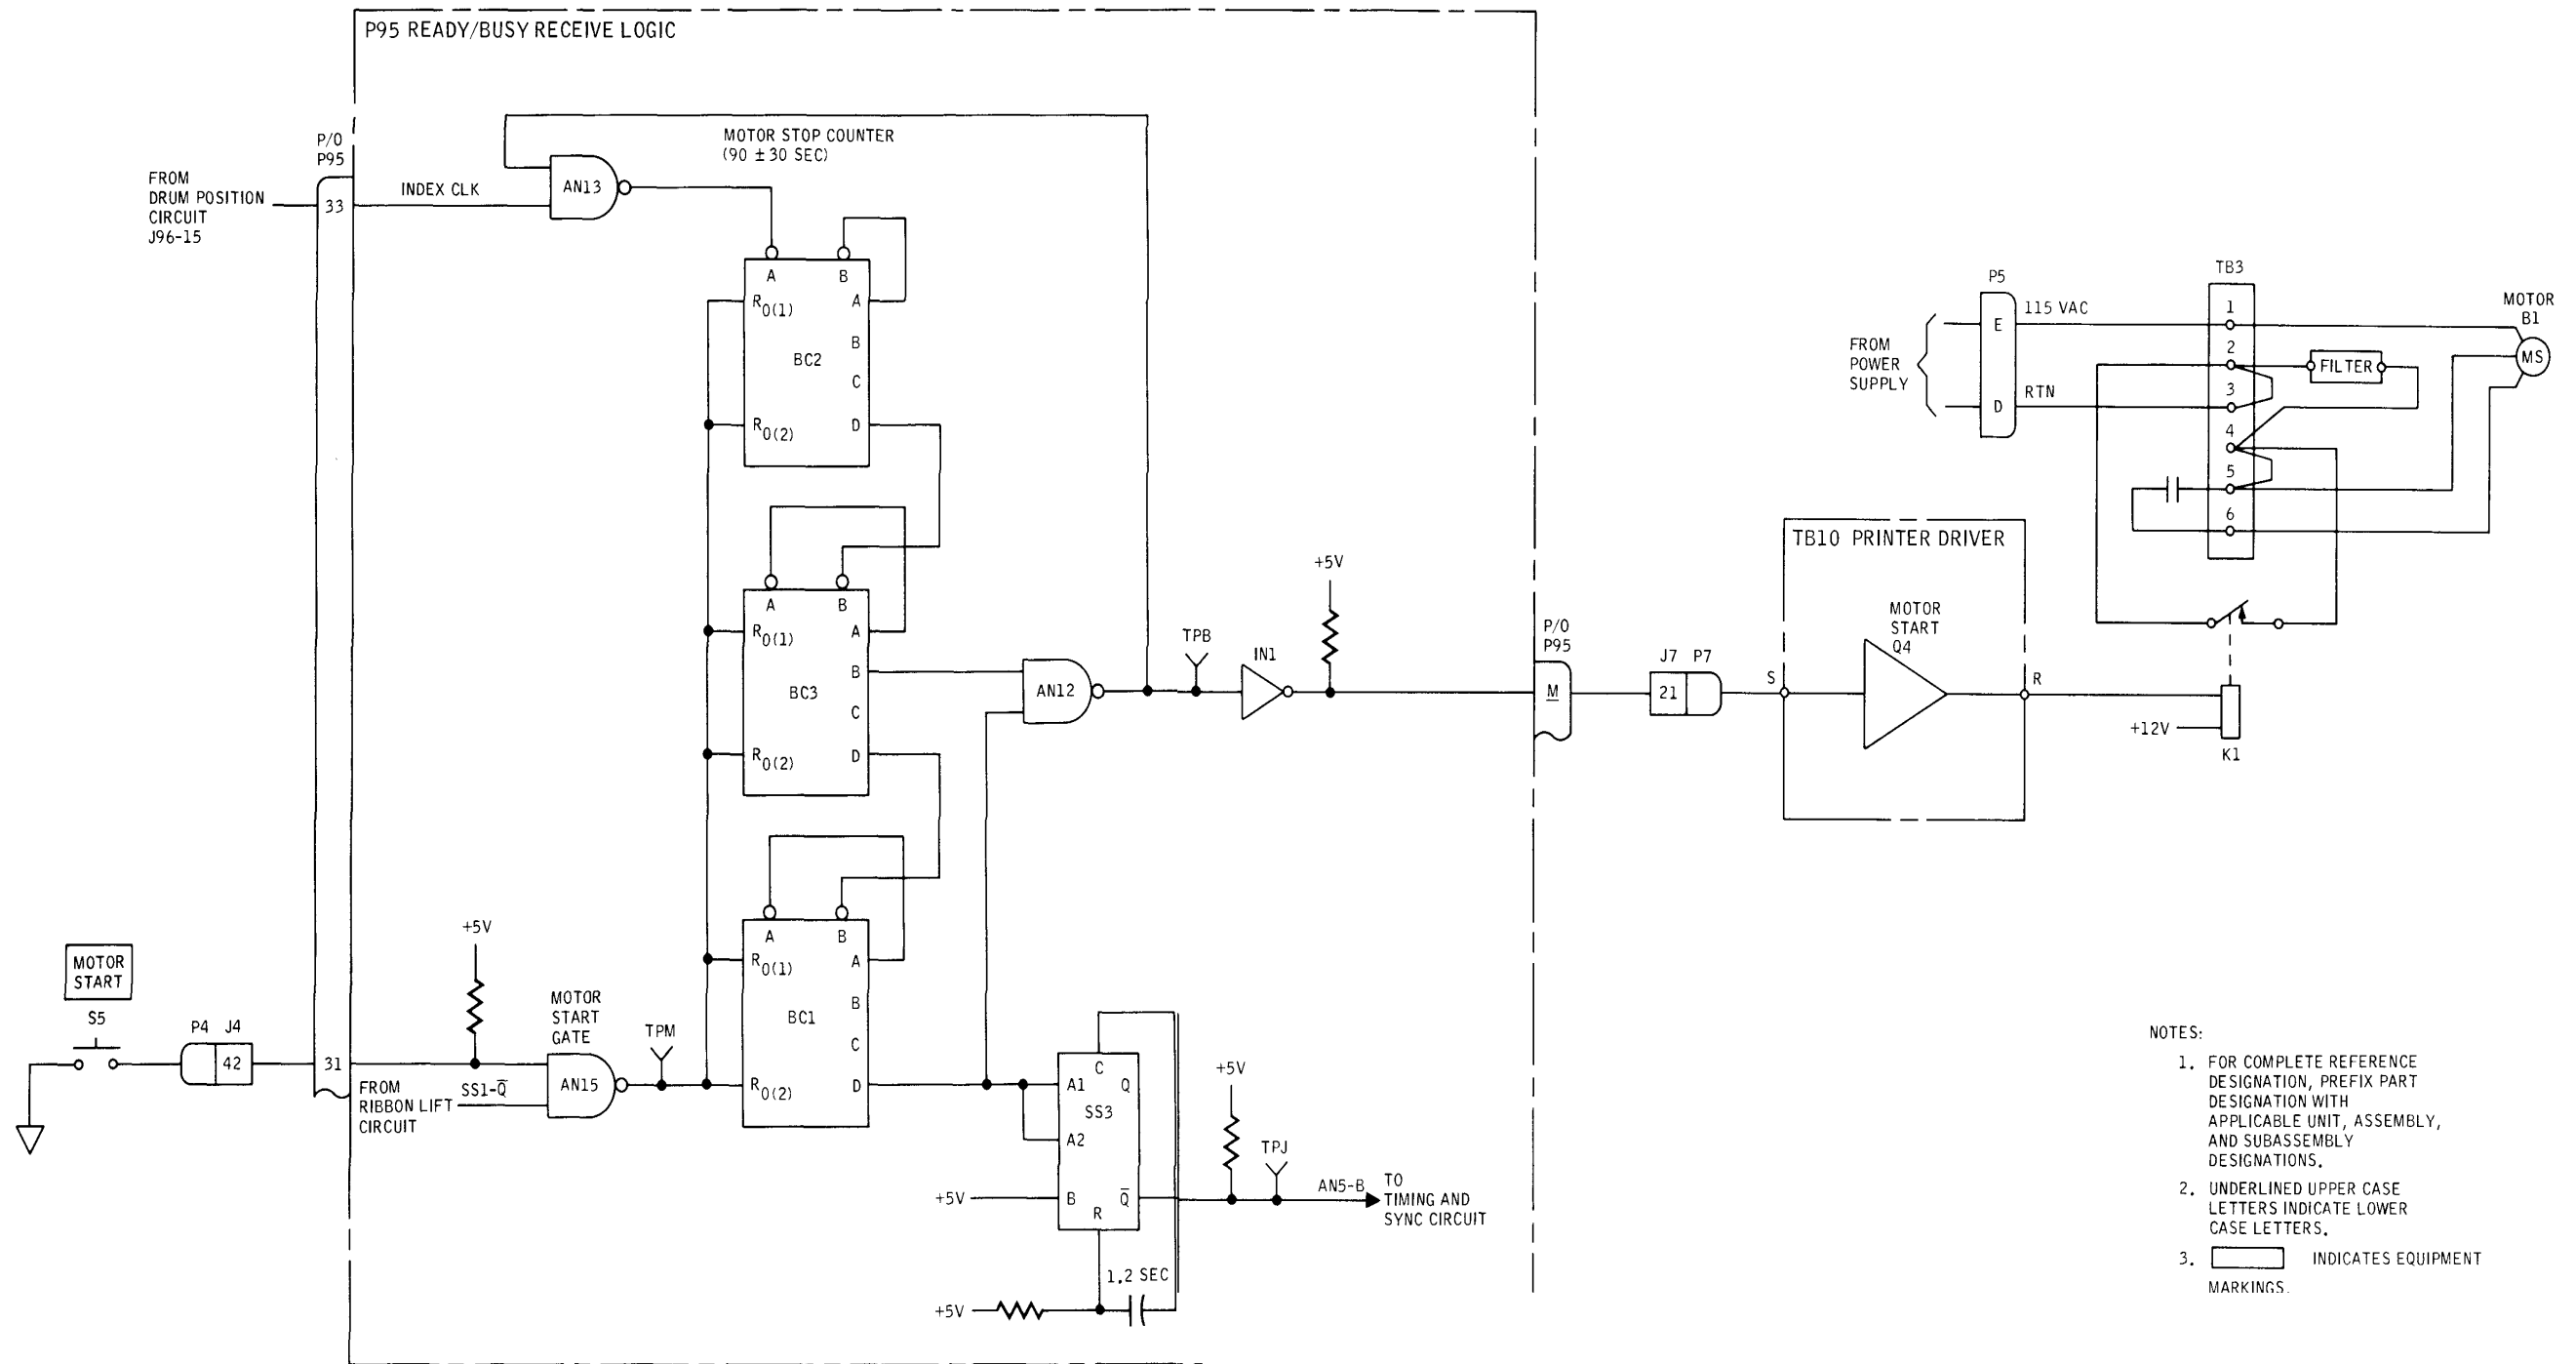 P95 READY/BUSY RECEIVE LOGIC
MOTOR STOP COUNTER
(90 ±30 SEC)
P/O
P95
FROM
DRUM POSITION
CIRCUIT
J96-15
33
INDEX CLK
AN13
A
B
R0(1)
A
B
BC2
C
R0(2)
D
A
B
R0(1)
A
B
BC3
C
R0(2)
D
AN12
TPB
IN1
+5V
A
B
R0(1)
A
B
BC1
C
R0(2)
D
MOTOR
START
S5
P4
J4
42
31
+5V
FROM
RIBBON LIFT
CIRCUIT
SS1-Q̅
MOTOR
START
GATE
AN15
TPM
C
A1
Q
SS3
A2
+5V
B
Q̅
R
1.2 SEC
+5V
+5V
TPJ
AN5-B
TO
TIMING AND
SYNC CIRCUIT
P/O
P95
M
J7
P7
21
S
TB10 PRINTER DRIVER
MOTOR
START
Q4
R
+12V
K1
FROM
POWER
SUPPLY
P5
E
D
115 VAC
RTN
TB3
1
2
3
4
5
6
FILTER
MOTOR
B1
MS
NOTES:
1. FOR COMPLETE REFERENCE
DESIGNATION, PREFIX PART
DESIGNATION WITH
APPLICABLE UNIT, ASSEMBLY,
AND SUBASSEMBLY
DESIGNATIONS.
2. UNDERLINED UPPER CASE
LETTERS INDICATE LOWER
CASE LETTERS.
3. INDICATES EQUIPMENT
MARKINGS.